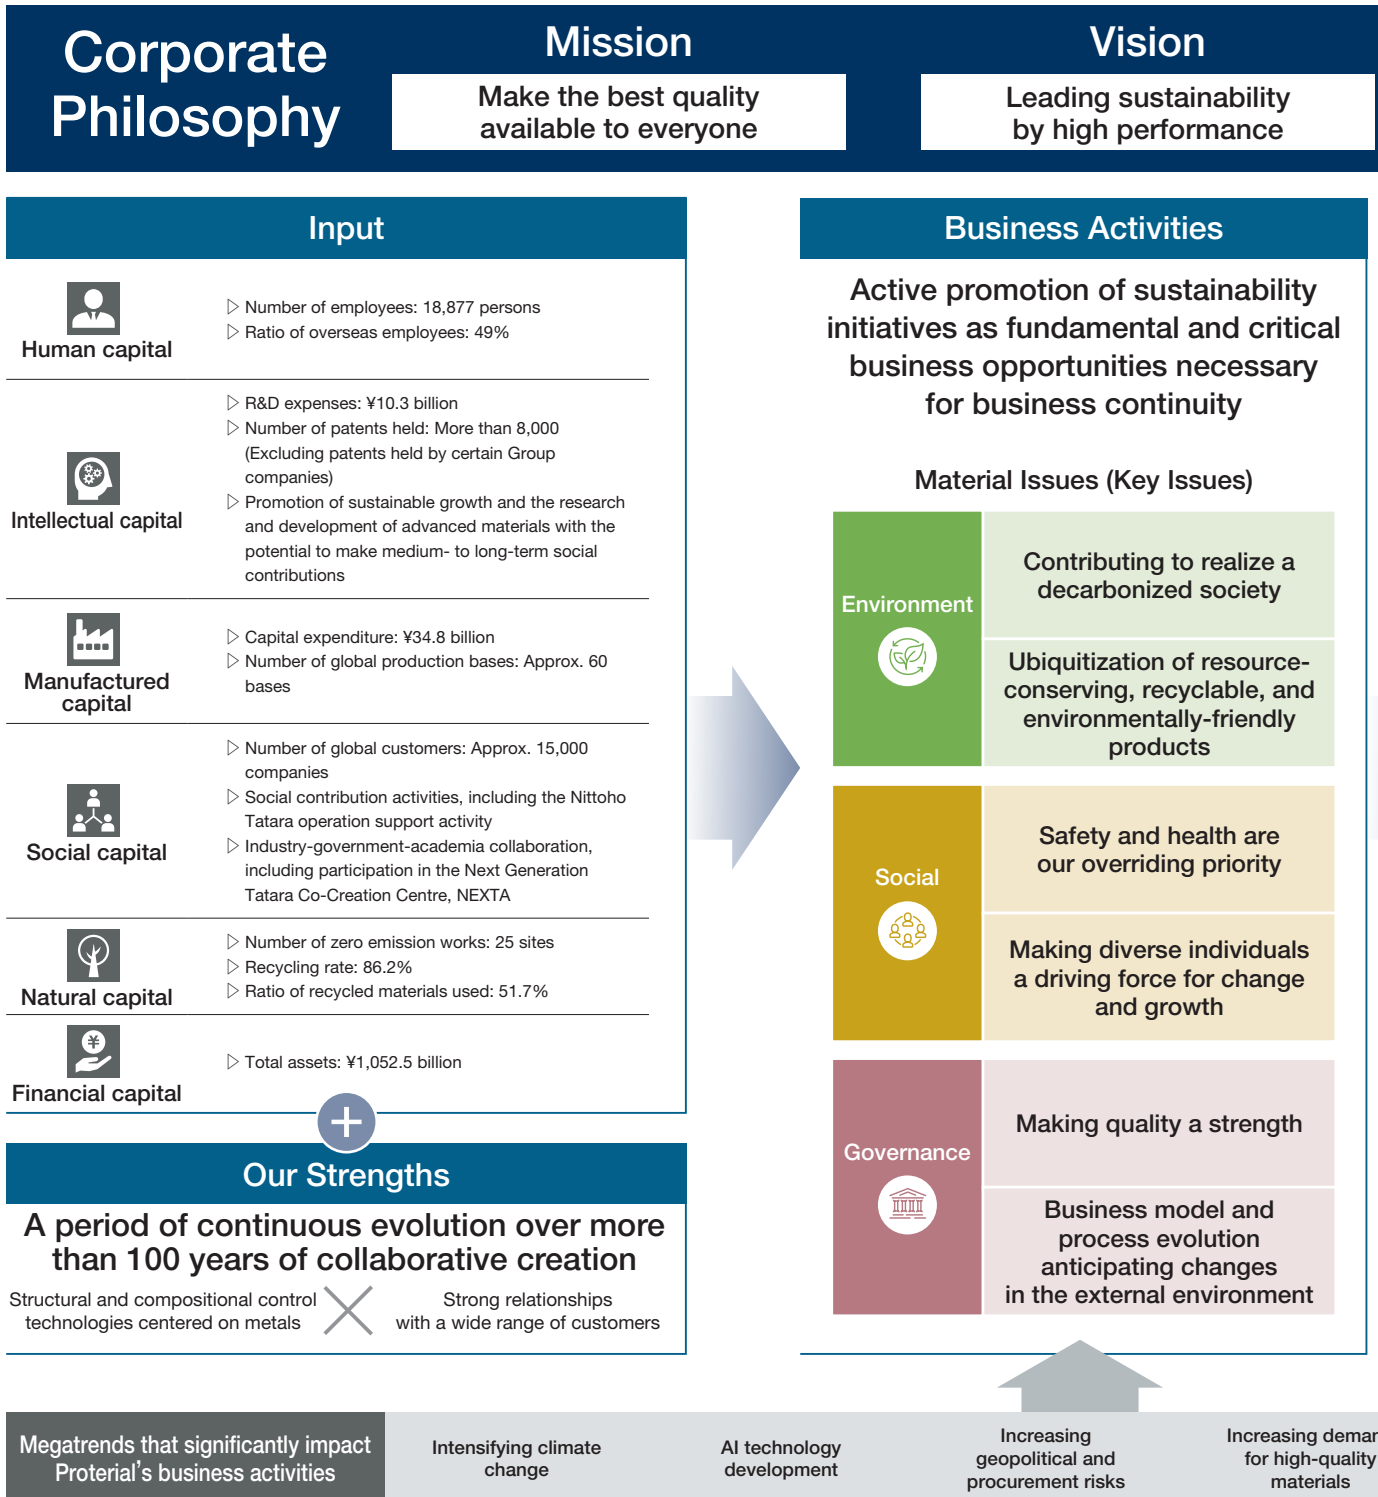 Corporate
Philosophy
Mission
Make the best quality
available to everyone
Vision
Leading sustainability
by high performance
Input
Human capital
▷ Number of employees: 18,877 persons
▷ Ratio of overseas employees: 49%
Intellectual capital
▷ R&D expenses: ¥10.3 billion
▷ Number of patents held: More than 8,000
(Excluding patents held by certain Group
companies)
▷ Promotion of sustainable growth and the research
and development of advanced materials with the
potential to make medium- to long-term social
contributions
Manufactured
capital
▷ Capital expenditure: ¥34.8 billion
▷ Number of global production bases: Approx. 60
bases
Social capital
▷ Number of global customers: Approx. 15,000
companies
▷ Social contribution activities, including the Nittoho
Tatara operation support activity
▷ Industry-government-academia collaboration,
including participation in the Next Generation
Tatara Co-Creation Centre, NEXTA
Natural capital
▷ Number of zero emission works: 25 sites
▷ Recycling rate: 86.2%
▷ Ratio of recycled materials used: 51.7%
Financial capital
▷ Total assets: ¥1,052.5 billion
+
Our Strengths
A period of continuous evolution over more
than 100 years of collaborative creation
Structural and compositional control
technologies centered on metals
Strong relationships
with a wide range of customers
Business Activities
Active promotion of sustainability
initiatives as fundamental and critical
business opportunities necessary
for business continuity
Material Issues (Key Issues)
Environment
Contributing to realize a
decarbonized society
Ubiquitization of resource-
conserving, recyclable, and
environmentally-friendly
products
Social
Safety and health are
our overriding priority
Making diverse individuals
a driving force for change
and growth
Governance
Making quality a strength
Business model and
process evolution
anticipating changes
in the external environment
Megatrends that significantly impact
Proterial's business activities
Intensifying climate
change
AI technology
development
Increasing
geopolitical and
procurement risks
Increasing
for high-quality
materials